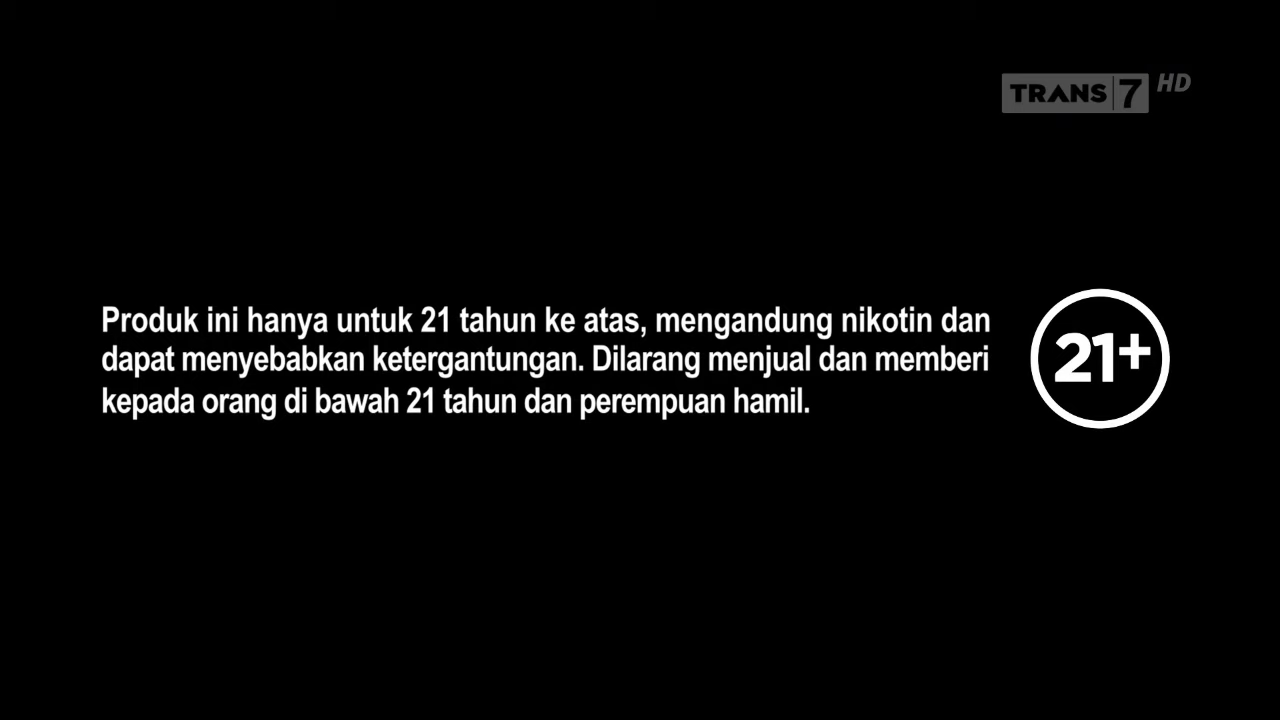 TRANS|7 HD
Produk ini hanya untuk 21 tahun ke atas, mengandung nikotin dan
dapat menyebabkan ketergantungan. Dilarang menjual dan memberi
kepada orang di bawah 21 tahun dan perempuan hamil.
21+